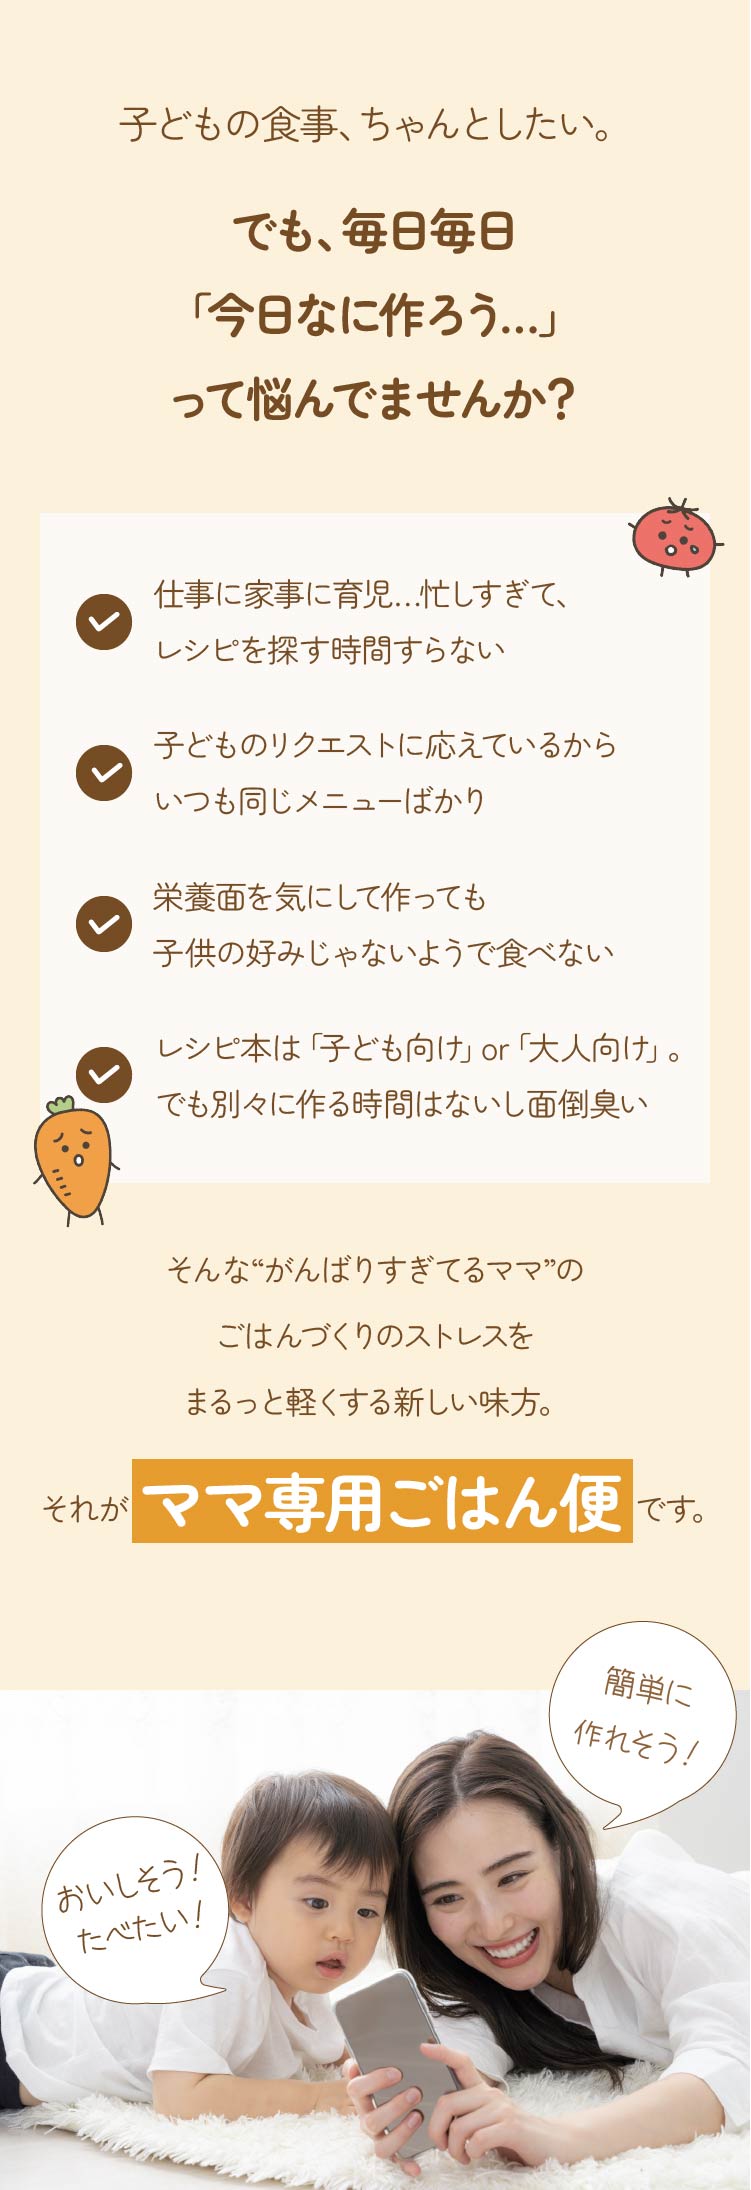 子どもの食事、ちゃんとしたい。
でも、毎日毎日
「今日なに作ろう…」
って悩んでませんか？
仕事に家事に育児…忙しすぎて、
レシピを探す時間すらない
子どものリクエストに応えているから
いつも同じメニューばかり
栄養面を気にして作っても
子供の好みじゃないようで食べない
レシピ本は「子ども向け」or「大人向け」。
でも別々に作る時間はないし面倒臭い
そんな“がんばりすぎてるママ”の
ごはんづくりのストレスを
まるっと軽くする新しい味方。
それが ママ専用ごはん便 です。
簡単に
作れそう！
おいしそう！
たべたい！